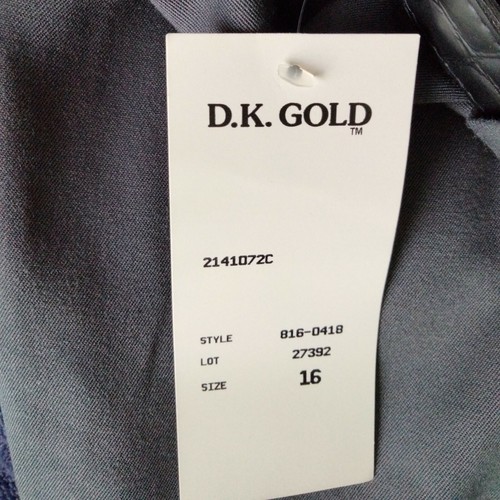 D.K. GOLD
TM
2141072C
STYLE 816-0418
LOT 27392
SIZE 16